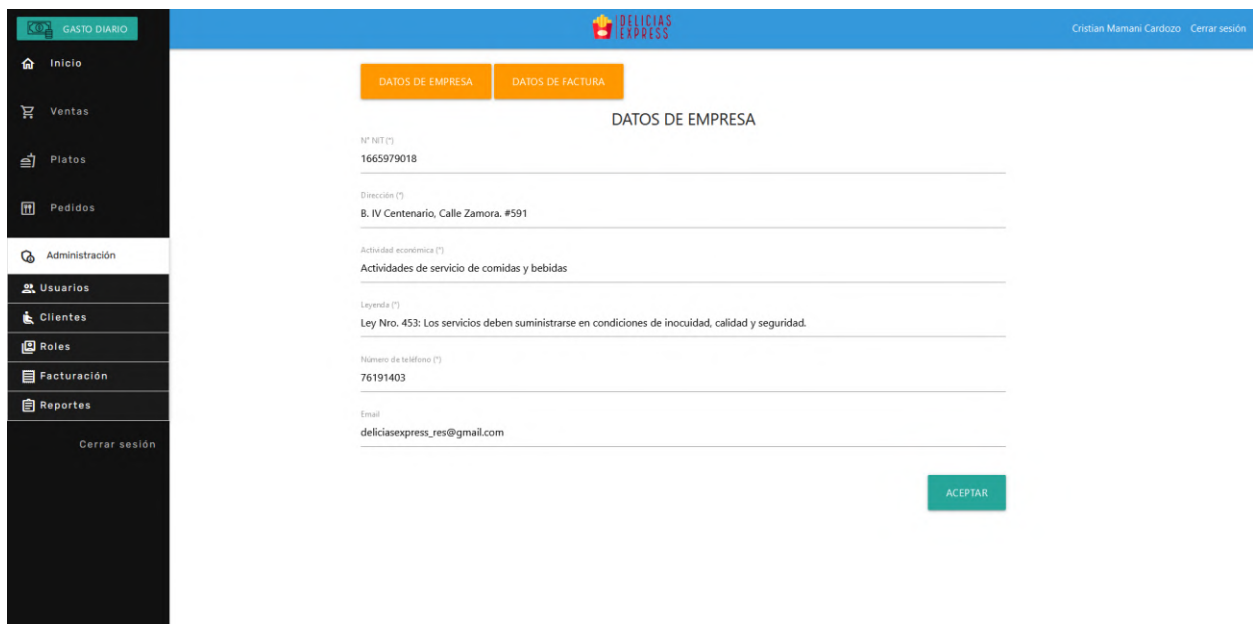 GASTO DIARIO
DELICIAS
EXPRESS
Cristian Mamani Cardozo Cerrar sesión
Inicio
Ventas
Platos
Pedidos
Administración
Usuarios
Clientes
Roles
Facturación
Reportes
Cerrar sesión
DATOS DE EMPRESA DATOS DE FACTURA
DATOS DE EMPRESA
N° NIT (*)
1665979018
Dirección (*)
B. IV Centenario, Calle Zamora. #591
Actividad económica (*)
Actividades de servicio de comidas y bebidas
Leyenda (*)
Ley Nro. 453: Los servicios deben suministrarse en condiciones de inocuidad, calidad y seguridad.
Número de teléfono (*)
76191403
Email
deliciasexpress_res@gmail.com
ACEPTAR